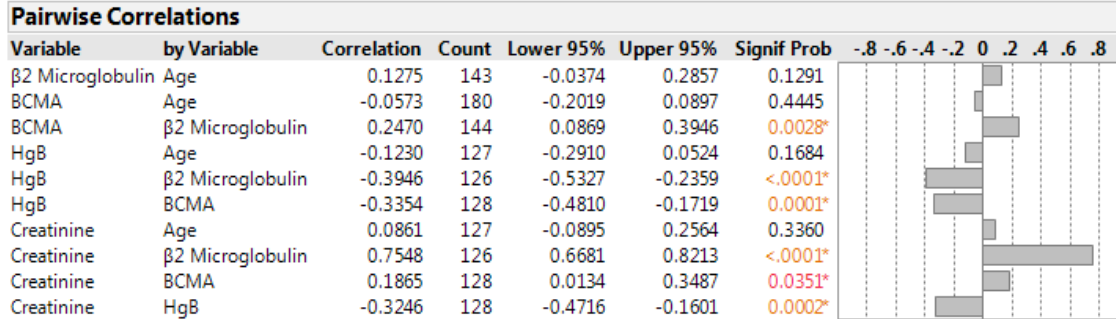 Pairwise Correlations
Variable by Variable Correlation Count Lower 95% Upper 95% Signif Prob -.8 -.6 -.4 -.2 0 .2 .4 .6 .8
β2 Microglobulin Age 0.1275 143 -0.0374 0.2857 0.1291
BCMA Age -0.0573 180 -0.2019 0.0897 0.4445
BCMA β2 Microglobulin 0.2470 144 0.0869 0.3946 0.0028*
HgB Age -0.1230 127 -0.2910 0.0524 0.1684
HgB β2 Microglobulin -0.3946 126 -0.5327 -0.2359 <.0001*
HgB BCMA -0.3354 128 -0.4810 -0.1719 0.0001*
Creatinine Age 0.0861 127 -0.0895 0.2564 0.3360
Creatinine β2 Microglobulin 0.7548 126 0.6681 0.8213 <.0001*
Creatinine BCMA 0.1865 128 0.0134 0.3487 0.0351*
Creatinine HgB -0.3246 128 -0.4716 -0.1601 0.0002*